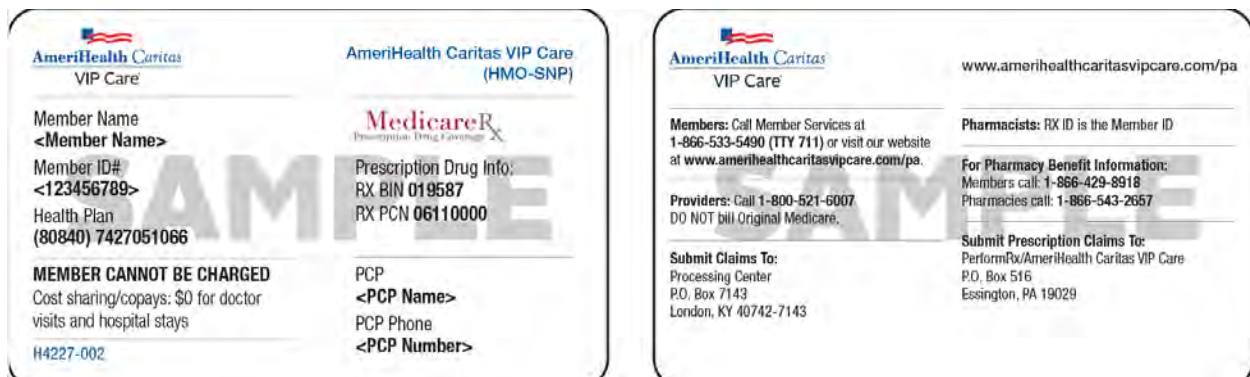 AmeriHealth Caritas
VIP Care
AmeriHealth Caritas VIP Care
(HMO-SNP)
Member Name
<Member Name>
Member ID#
<123456789>
Health Plan
(80840) 7427051066
MedicareRx
Prescription Drug Coverage
Prescription Drug Info:
RX BIN 019587
RX PCN 06110000
SAMPLE
MEMBER CANNOT BE CHARGED
Cost sharing/copays: $0 for doctor
visits and hospital stays
H4227-002
PCP
<PCP Name>
PCP Phone
<PCP Number>
AmeriHealth Caritas
VIP Care
www.amerihealthcaritasvipcare.com/pa
Members: Call Member Services at
1-866-533-5490 (TTY 711) or visit our website
at www.amerihealthcaritasvipcare.com/pa.
Providers: Call 1-800-521-6007
DO NOT bill Original Medicare.
Submit Claims To:
Processing Center
P.O. Box 7143
London, KY 40742-7143
Pharmacists: RX ID is the Member ID
For Pharmacy Benefit Information:
Members call: 1-866-429-8918
Pharmacies call: 1-866-543-2657
Submit Prescription Claims To:
PerformRx/AmeriHealth Caritas VIP Care
P.O. Box 516
Essington, PA 19029
SAMPLE